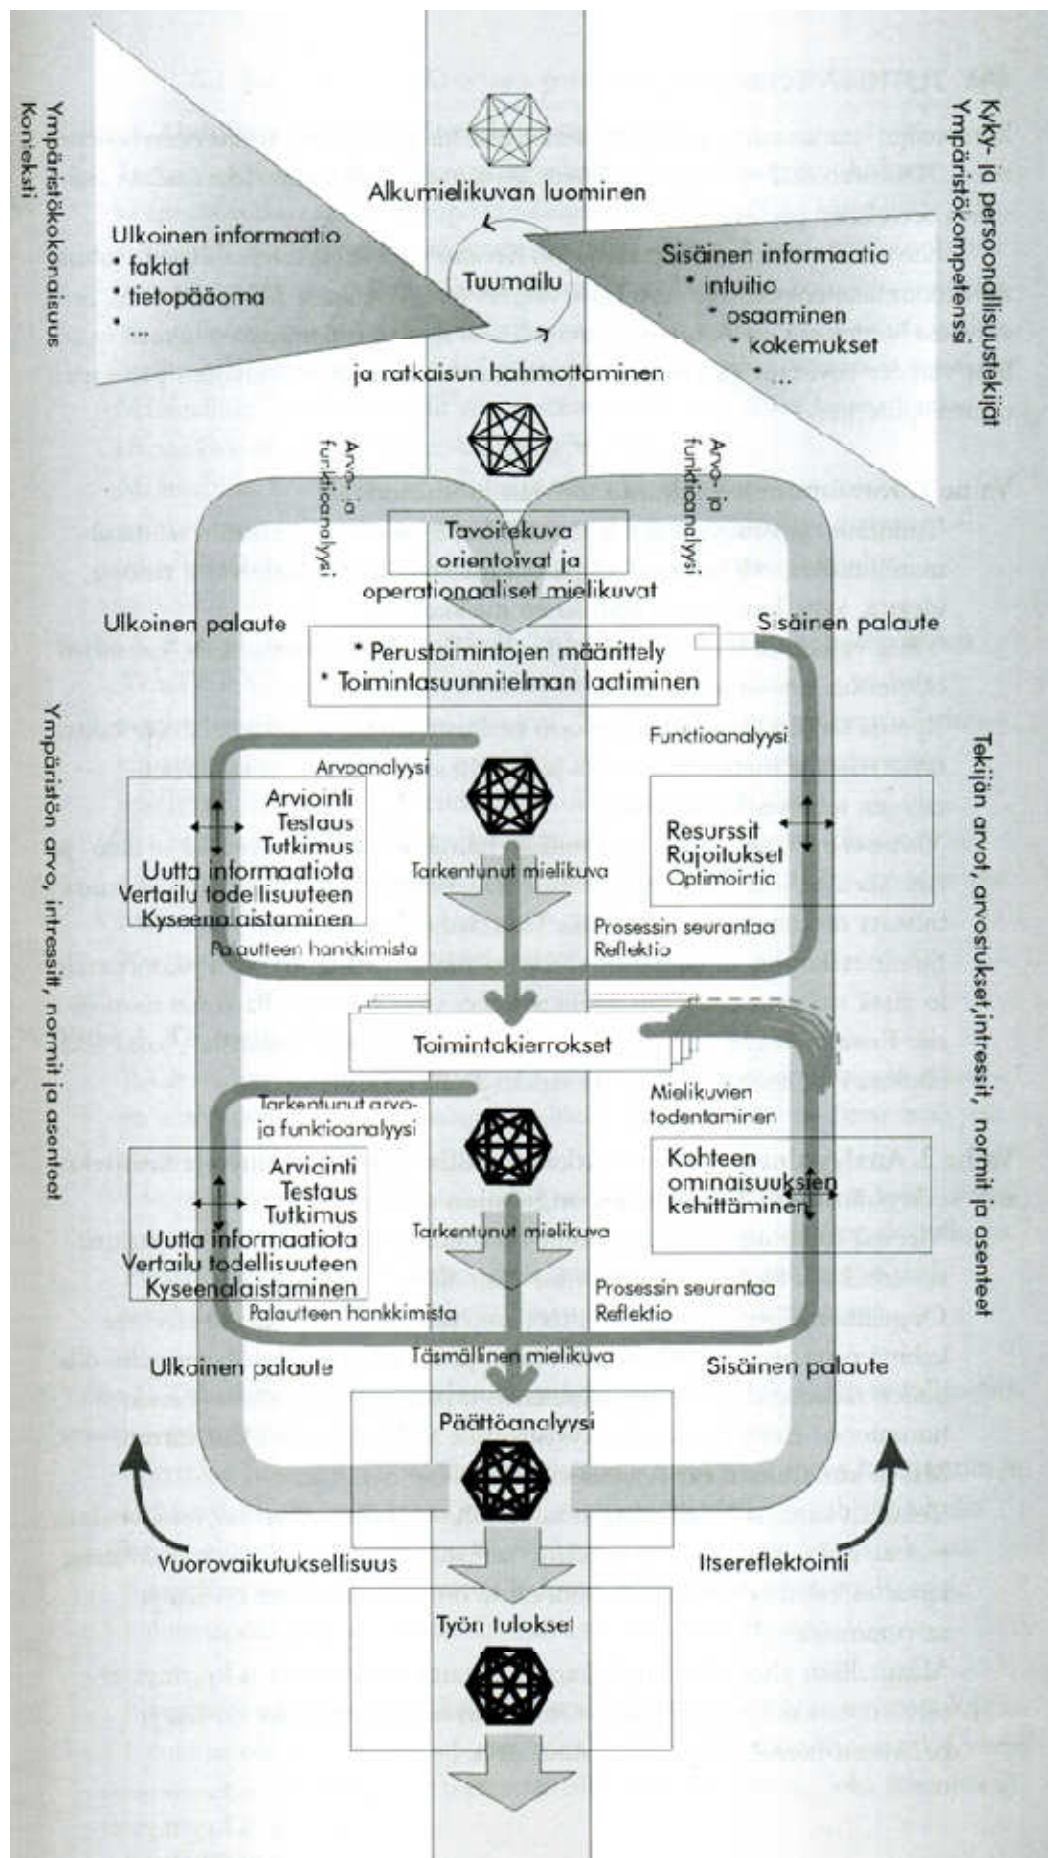 Ympäristökokonaisuus
Konteksti
Kyky- ja persoonallisuustekijät
Ympäristökompetenssi
Alkumielikuvan luominen
Ulkoinen informaatio
* faktat
* tietopääoma
* ...
Tuumailu
Sisäinen informaatio
* intuitio
* osaaminen
* kokemukset
* ...
ja ratkaisun hahmottaminen
Arvo- ja
funktioanalyysi
Arvo- ja
funktioanalyysi
Tavoitekuva
orientoivat ja
operationaaliset mielikuvat
Ulkoinen palaute
Sisäinen palaute
* Perustoimintojen määrittely
* Toimintasuunnitelman laatiminen
Ympäristön arvo, intressitt, normit ja asenteet
Tekijän arvot, arvostukset,intressit, normit ja asenteet
Funktioanalyysi
Arvoanalyysi
Arviointi
Testaus
Tutkimus
Uutta informaatiota
Vertailu todellisuuteen
Kyseenalaistaminen
Palautteen hankkimista
Tarkentunut mielikuva
Resurssit
Rajoitukset
Optimointia
Prosessin seurantaa
Reflektio
Toimintakierrokset
Tarkentunut arvo-
ja funktioanalyysi
Mielikuvien
todentaminen
Arviointi
Testaus
Tutkimus
Uutta informaatiota
Vertailu todellisuuteen
Kyseenalaistaminen
Palautteen hankkimista
Tarkentunut mielikuva
Kohteen
ominaisuuksien
kehittäminen
Prosessin seurantaa
Reflektio
Täsmällinen mielikuva
Ulkoinen palaute
Sisäinen palaute
Päättöanalyysi
Vuorovaikutuksellisuus
Itsereflektointi
Työn tulokset